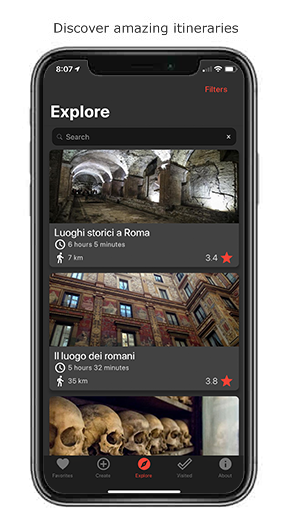 Discover amazing itineraries
8:07
Filters
Explore
Search
Luoghi storici a Roma
6 hours 5 minutes
7 km 3.4
Il luogo dei romani
5 hours 32 minutes
35 km 3.8
Favorites Create Explore Visited About